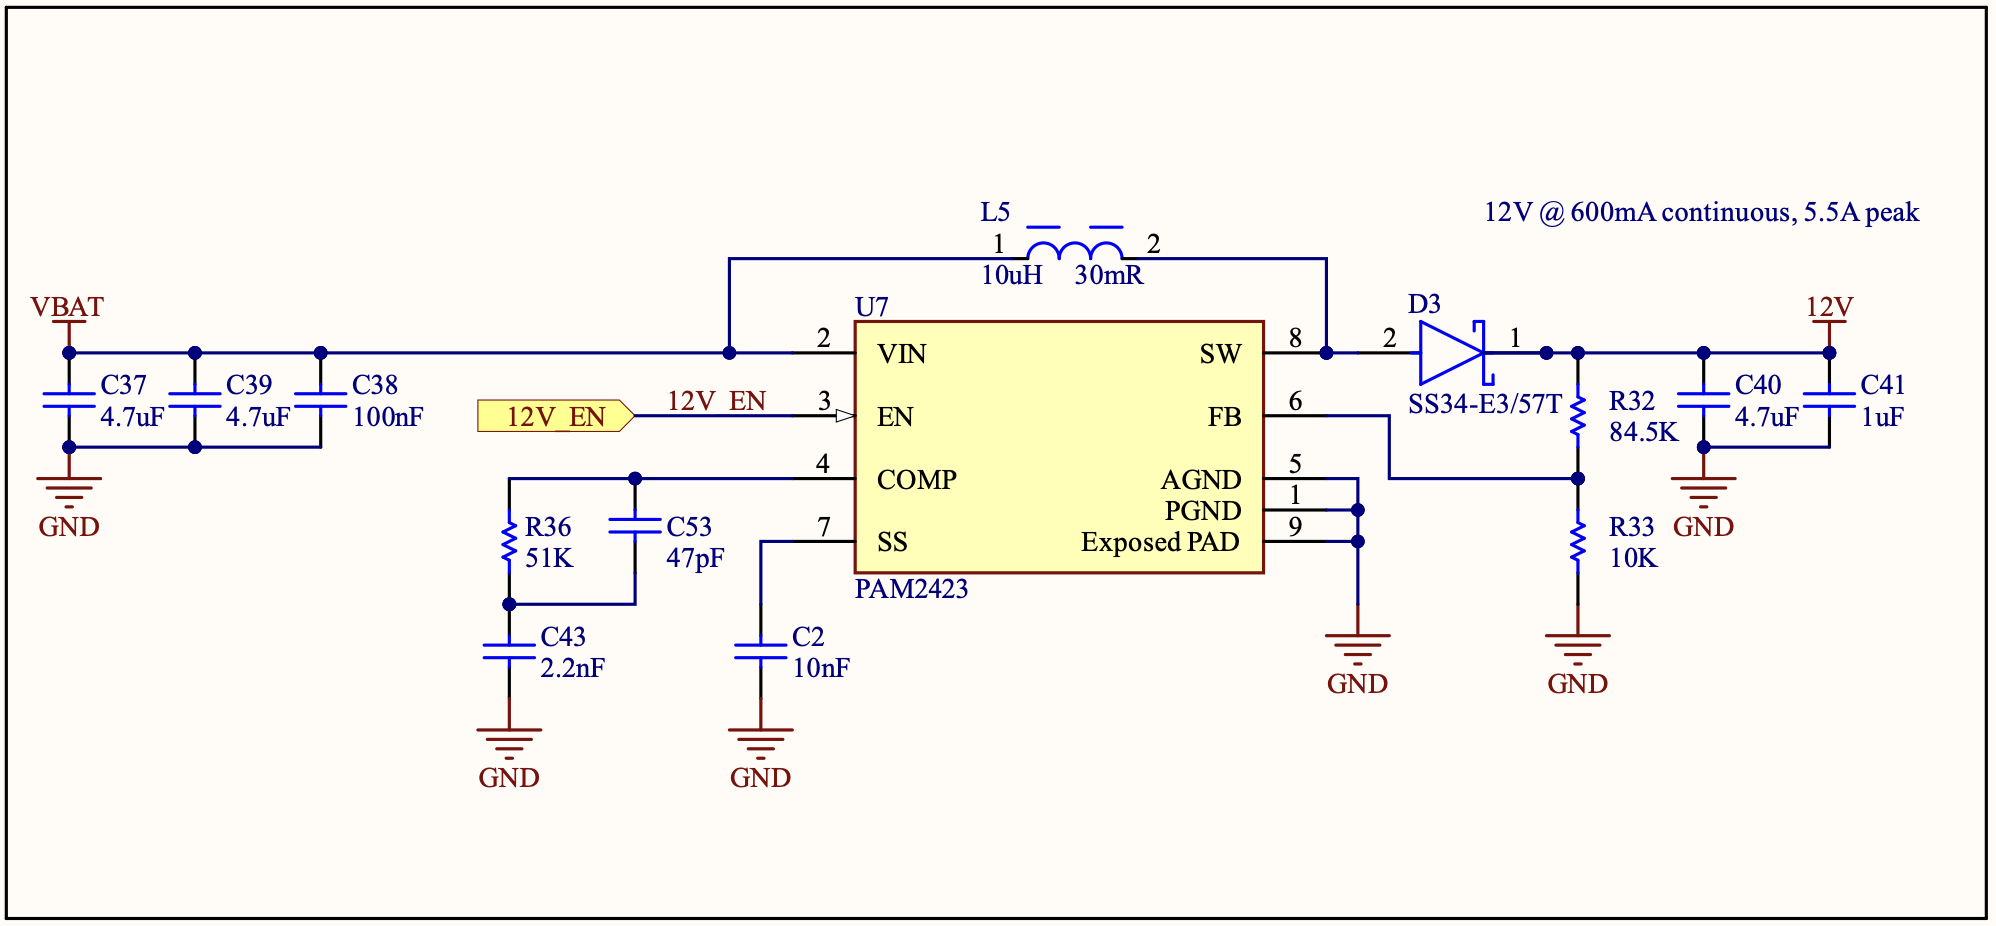 12V @ 600mA continuous, 5.5A peak
L5
1
2
10uH
30mR
VBAT
C37
4.7uF
C39
4.7uF
C38
100nF
GND
12V_EN
12V_EN
U7
2
VIN
3
EN
4
COMP
7
SS
8
SW
6
FB
5
AGND
1
PGND
9
Exposed PAD
PAM2423
R36
51K
C53
47pF
C43
2.2nF
GND
C2
10nF
GND
GND
D3
2
1
SS34-E3/57T
R32
84.5K
R33
10K
GND
12V
C40
4.7uF
C41
1uF
GND